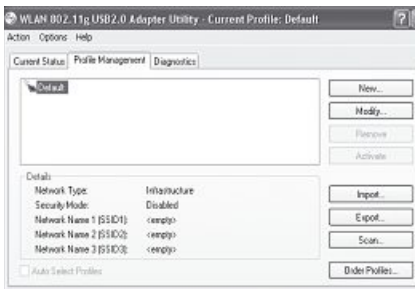 WLAN 802.11g USB2.0 Adapter Utility - Current Profile: Default
Action Options Help
Current Status Profile Management Diagnostics
Default
New...
Modify...
Remove
Activate
Details
Network Type: Infrastructure
Security Mode: Disabled
Network Name 1 (SSID1): <empty>
Network Name 2 (SSID2): <empty>
Network Name 3 (SSID3): <empty>
Import...
Export...
Scan...
Auto Select Profiles
Order Profiles...